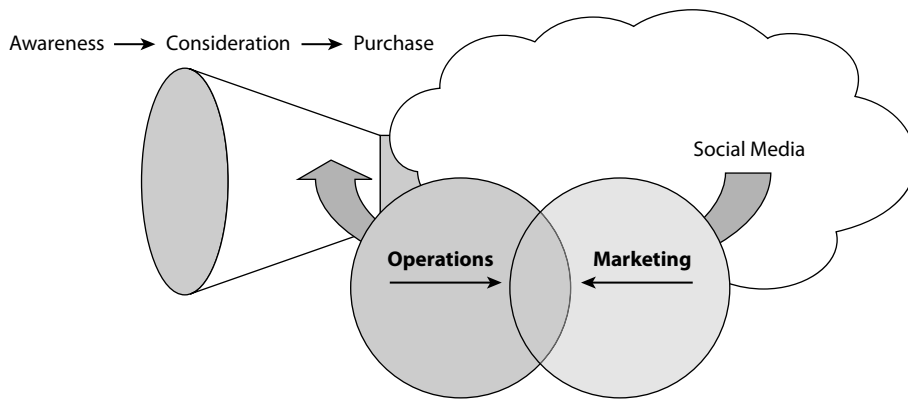 Awareness → Consideration → Purchase
Social Media
Operations
Marketing